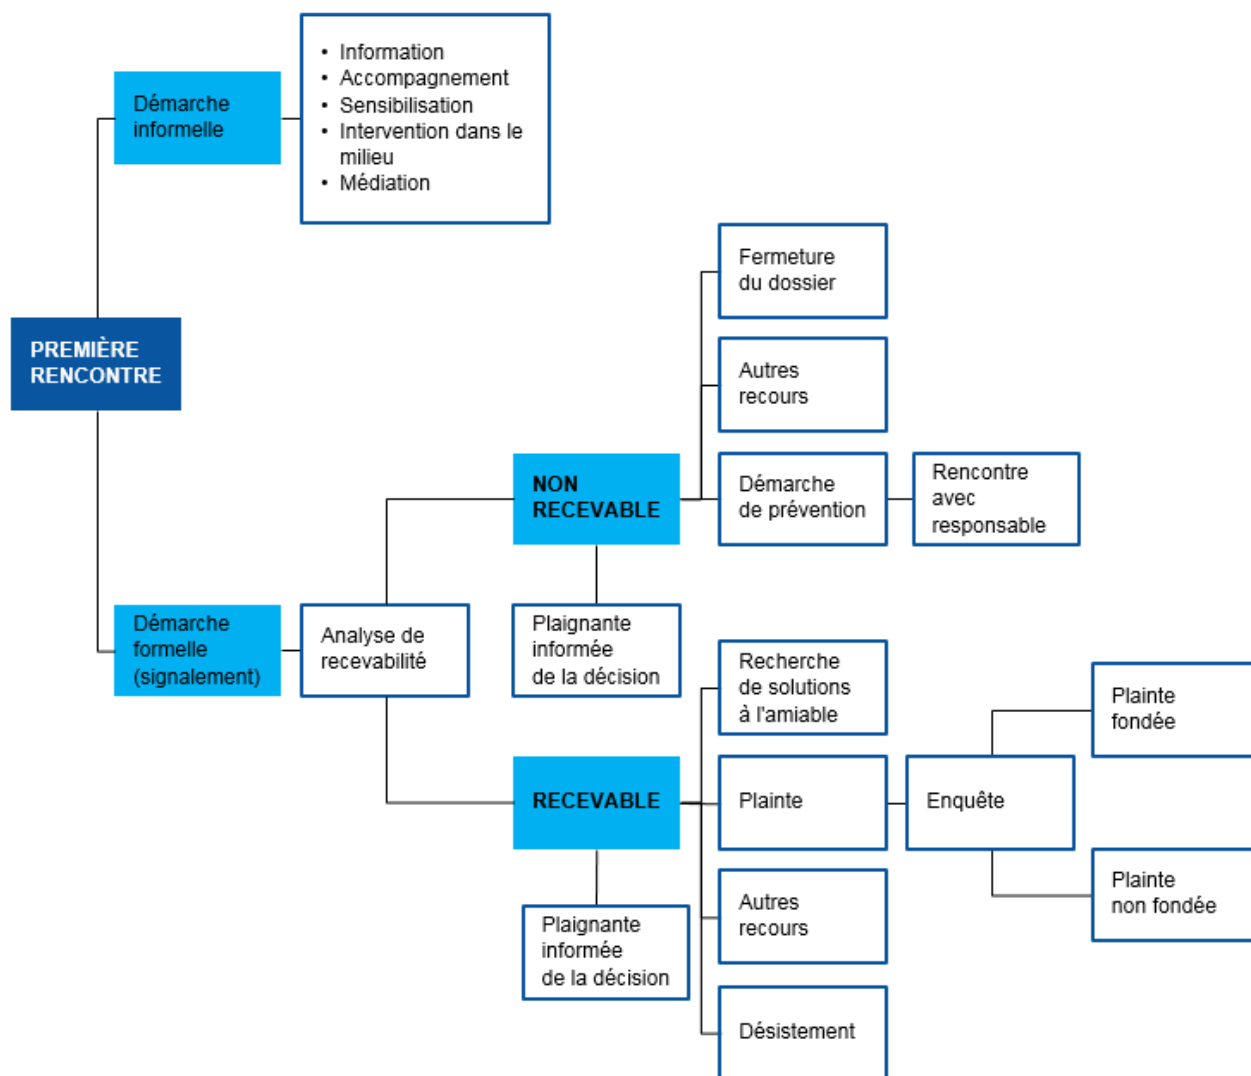 • Information
• Accompagnement
• Sensibilisation
• Intervention dans le
milieu
• Médiation
Démarche
informelle
PREMIÈRE
RENCONTRE
Démarche
formelle
(signalement)
Analyse de
recevabilité
NON
RECEVABLE
Plaignante
informée
de la décision
Fermeture
du dossier
Autres
recours
Démarche
de prévention
Rencontre
avec
responsable
RECEVABLE
Plaignante
informée
de la décision
Recherche
de solutions
à l'amiable
Plainte
Autres
recours
Désistement
Enquête
Plainte
fondée
Plainte
non fondée